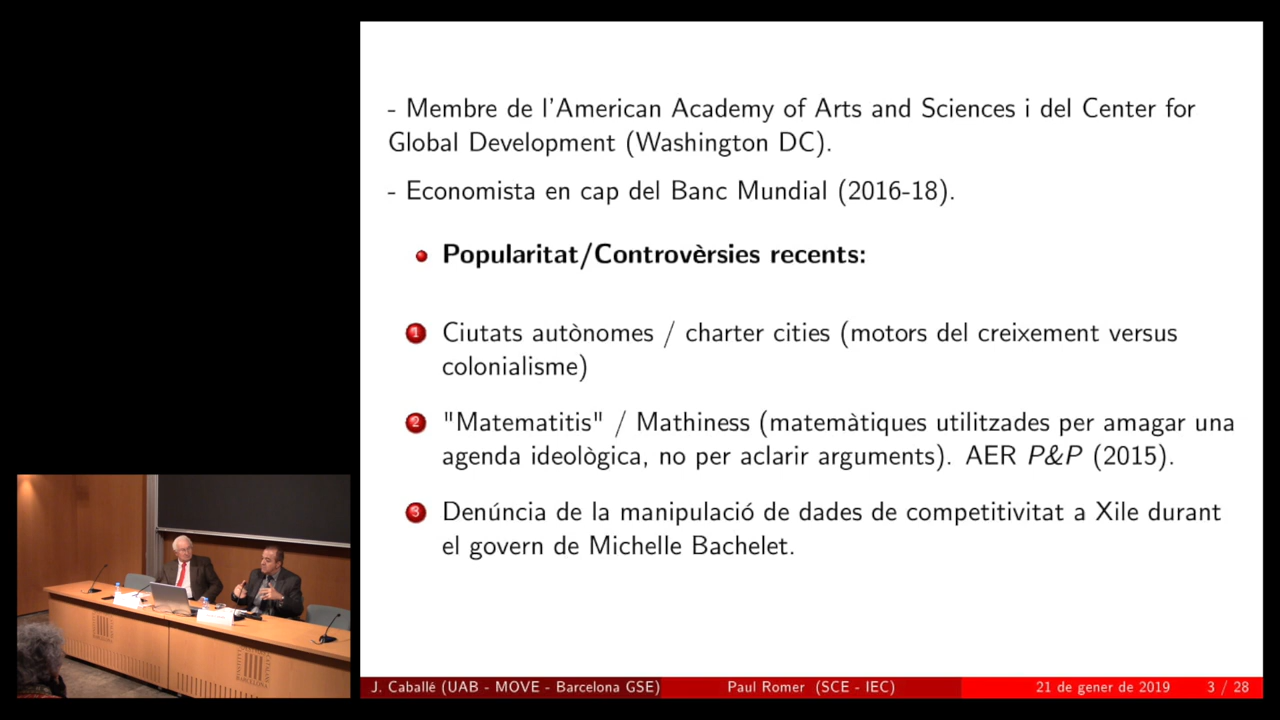 - Membre de l'American Academy of Arts and Sciences i del Center for
Global Development (Washington DC).
- Economista en cap del Banc Mundial (2016-18).
Popularitat/Controvèrsies recents:
1 Ciutats autònomes / charter cities (motors del creixement versus
colonialisme)
2 "Matematitis" / Mathiness (matemàtiques utilitzades per amagar una
agenda ideològica, no per aclarir arguments). AER P&P (2015).
3 Denúncia de la manipulació de dades de competitivitat a Xile durant
el govern de Michelle Bachelet.
J. Caballé (UAB - MOVE - Barcelona GSE) Paul Romer (SCE - IEC) 21 de gener de 2019 3 / 28